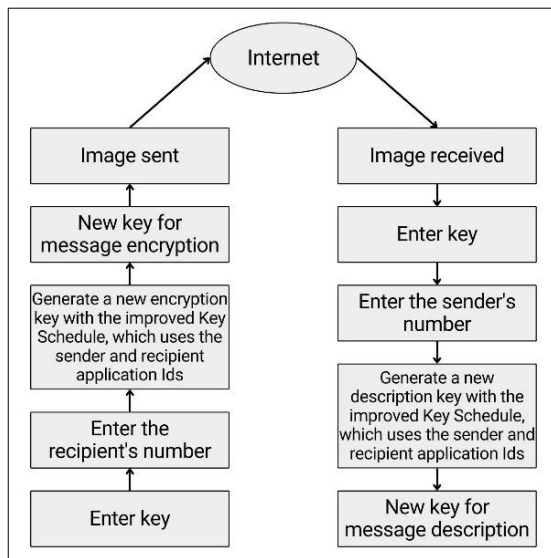 Internet
Image sent
New key for
message encryption
Generate a new encryption
key with the improved Key
Schedule, which uses the
sender and recipient
application Ids
Enter the
recipient's number
Enter key
Image received
Enter key
Enter the sender's
number
Generate a new
description key with the
improved Key Schedule,
which uses the sender and
recipient application Ids
New key for
message description